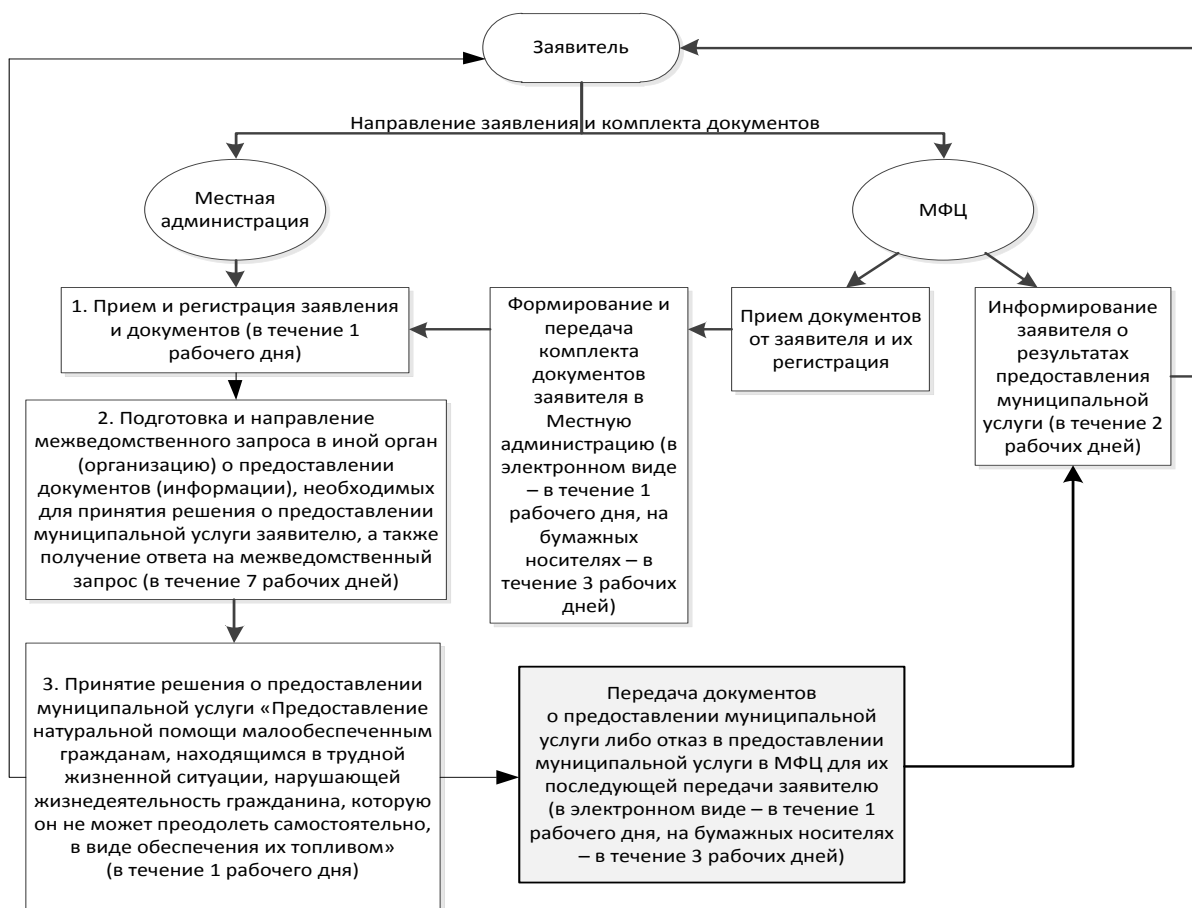 Заявитель
Направление заявления и комплекта документов
Местная
администрация
МФЦ
1. Прием и регистрация заявления
и документов (в течение 1
рабочего дня)
Формирование и
передача
комплекта
документов
заявителя в
Местную
администрацию (в
электронном виде
– в течение 1
рабочего дня, на
бумажных
носителях – в
течение 3 рабочих
дней)
Прием документов
от заявителя и их
регистрация
Информирование
заявителя о
результатах
предоставления
муниципальной
услуги (в течение 2
рабочих дней)
2. Подготовка и направление
межведомственного запроса в иной орган
(организацию) о предоставлении
документов (информации), необходимых
для принятия решения о предоставлении
муниципальной услуги заявителю, а также
получение ответа на межведомственный
запрос (в течение 7 рабочих дней)
3. Принятие решения о предоставлении
муниципальной услуги «Предоставление
натуральной помощи малообеспеченным
гражданам, находящимся в трудной
жизненной ситуации, нарушающей
жизнедеятельность гражданина, которую
он не может преодолеть самостоятельно,
в виде обеспечения их топливом»
(в течение 1 рабочего дня)
Передача документов
о предоставлении муниципальной
услуги либо отказ в предоставлении
муниципальной услуги в МФЦ для их
последующей передачи заявителю
(в электронном виде – в течение 1
рабочего дня, на бумажных носителях
– в течение 3 рабочих дней)